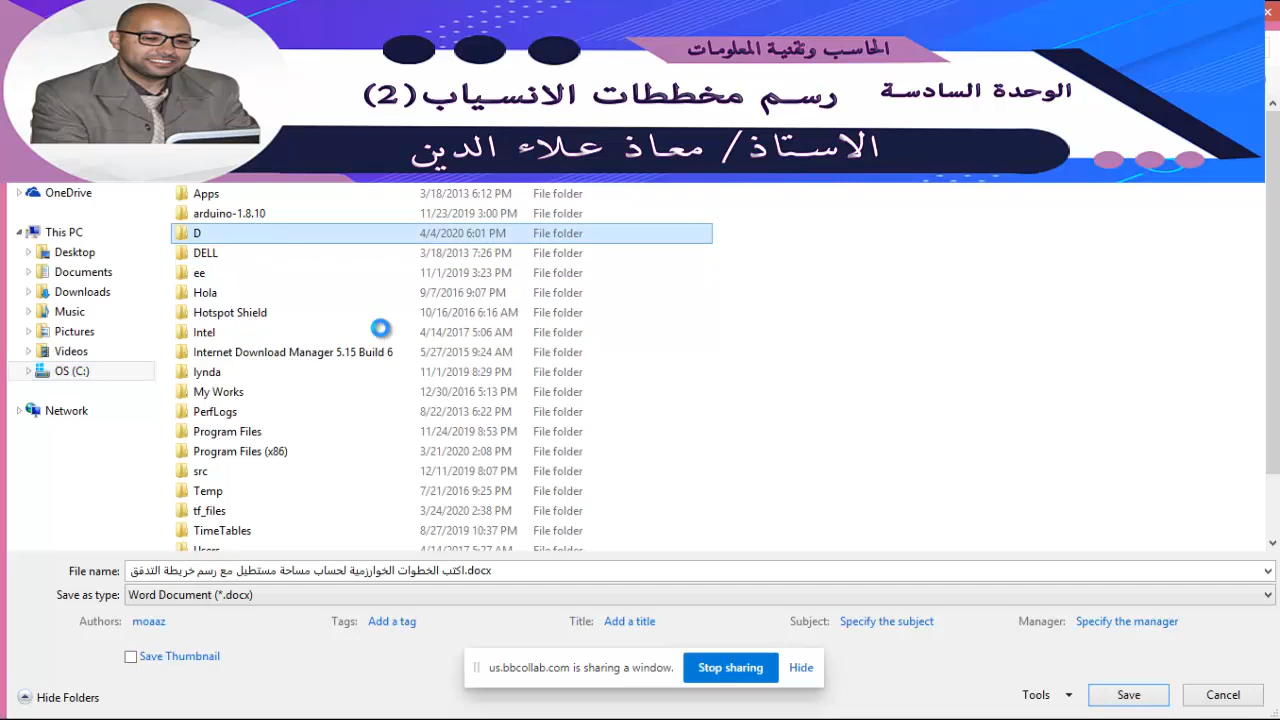 الحاسب وتقنية المعلومات
الوحدة السادسة
رسم مخططات الانسياب(2)
الاستاذ/ معاذ علاء الدين
OneDrive
This PC
Desktop
Documents
Downloads
Music
Pictures
Videos
OS (C:)
Network
Apps 3/18/2013 6:12 PM File folder
arduino-1.8.10 11/23/2019 3:00 PM File folder
D 4/4/2020 6:01 PM File folder
DELL 3/18/2013 7:26 PM File folder
ee 11/1/2019 3:23 PM File folder
Hola 9/7/2016 9:07 PM File folder
Hotspot Shield 10/16/2016 6:16 AM File folder
Intel 4/14/2017 5:06 AM File folder
Internet Download Manager 5.15 Build 6 5/27/2015 9:24 AM File folder
lynda 11/1/2019 8:29 PM File folder
My Works 12/30/2016 5:13 PM File folder
PerfLogs 8/22/2013 6:22 PM File folder
Program Files 11/24/2019 8:53 PM File folder
Program Files (x86) 3/21/2020 2:08 PM File folder
src 12/11/2019 8:07 PM File folder
Temp 7/21/2016 9:25 PM File folder
tf_files 3/24/2020 2:38 PM File folder
TimeTables 8/27/2019 10:37 PM File folder
Users 4/14/2017 5:27 AM File folder
File name: اكتب الخطوات الخوارزمية لحساب مساحة مستطيل مع رسم خريطة التدفق.docx
Save as type: Word Document (*.docx)
Authors: moaaz Tags: Add a tag Title: Add a title Subject: Specify the subject Manager: Specify the manager
Save Thumbnail
us.bbcollab.com is sharing a window. Stop sharing Hide
Hide Folders Tools Save Cancel